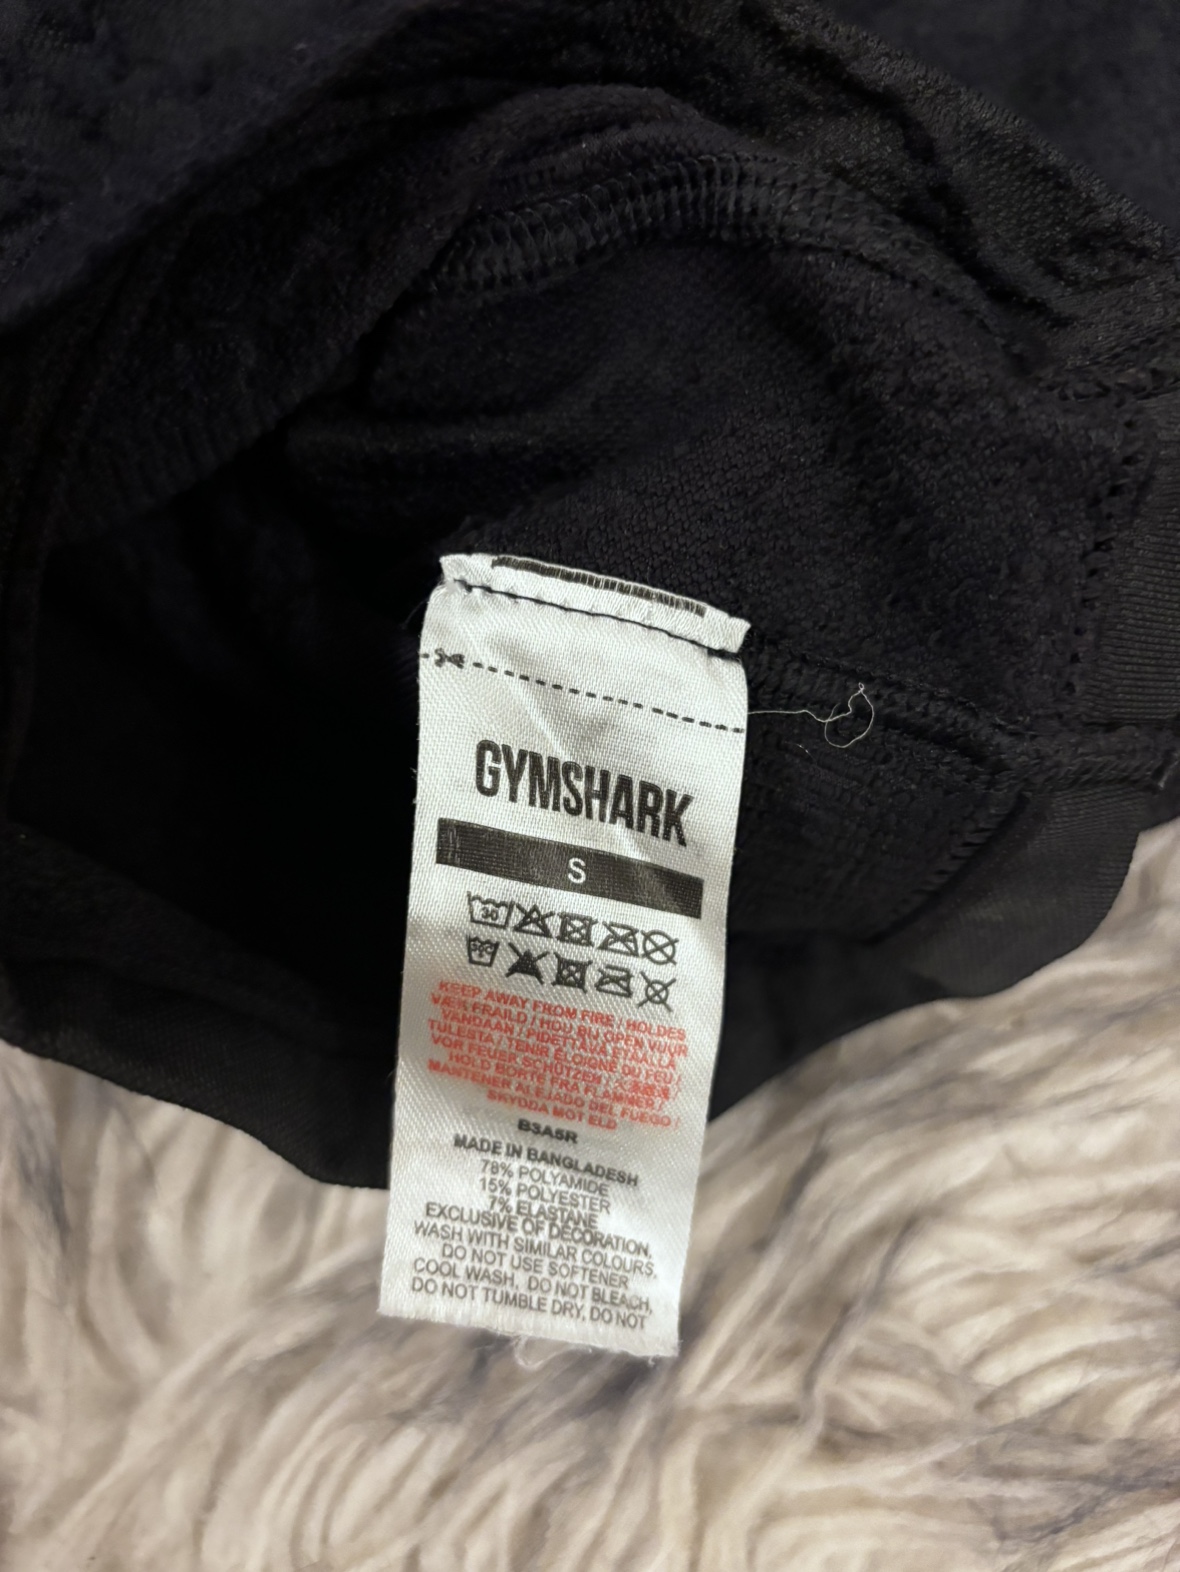 GYMSHARK
S
30
KEEP AWAY FROM FIRE / HOLDES
VÆK FRA ILD / HOU BIJ OPEN VUUR
VANDAAN / PIDETTÄVÄ ETÄÄLLÄ
TULESTA / TENIR ÉLOIGNÉ DU FEU /
VOR FEUER SCHÜTZEN /
HOLD BORTE FRA FLAMMER /
MANTENER ALEJADO DEL FUEGO /
SKYDDA MOT ELD
B3A5R
MADE IN BANGLADESH
78% POLYAMIDE
15% POLYESTER
7% ELASTANE
EXCLUSIVE OF DECORATION.
WASH WITH SIMILAR COLOURS.
DO NOT USE SOFTENER
COOL WASH, DO NOT BLEACH,
DO NOT TUMBLE DRY, DO NOT